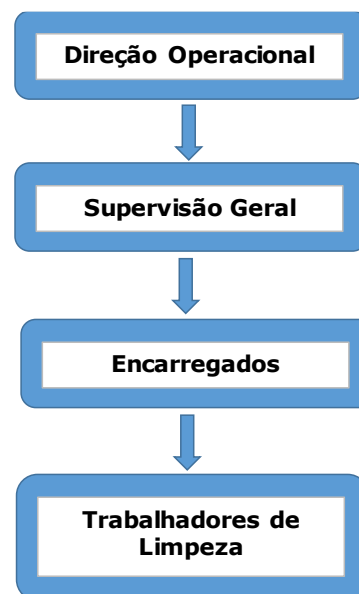 Direção Operacional
Supervisão Geral
Encarregados
Trabalhadores de
Limpeza